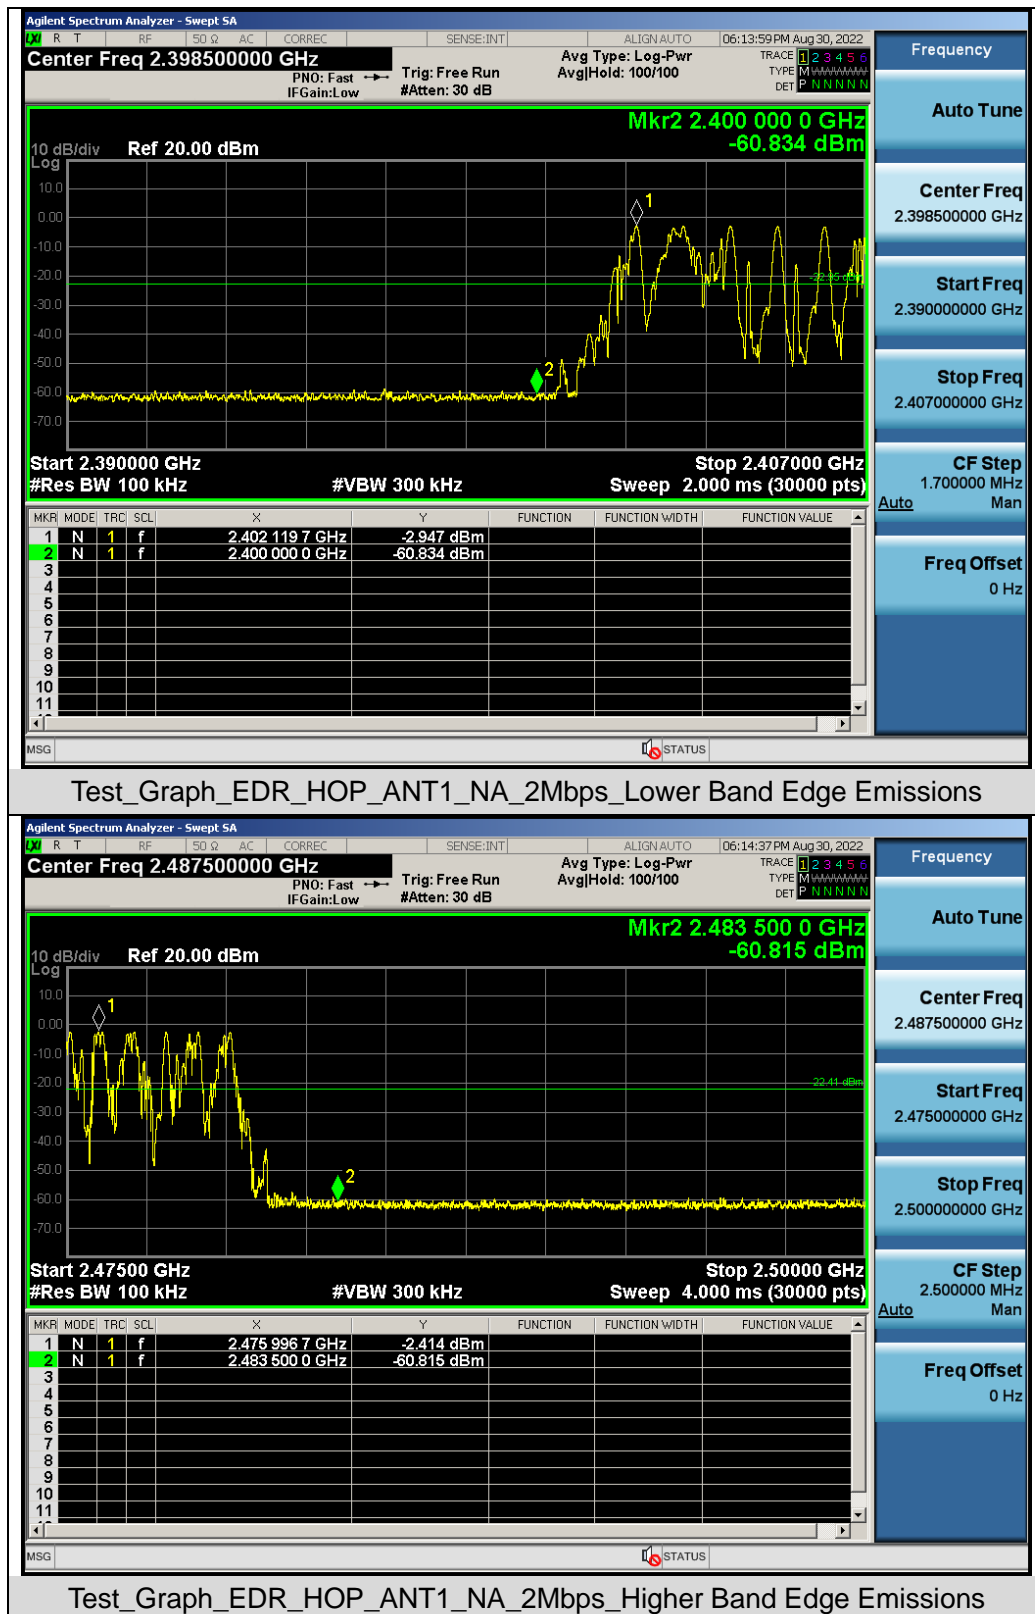 Agilent Spectrum Analyzer - Swept SA
LXI R T RF 50 Ω AC CORREC SENSE:INT ALIGN AUTO 06:13:59 PM Aug 30, 2022
Center Freq 2.398500000 GHz
PNO: Fast
IFGain:Low
Trig: Free Run
#Atten: 30 dB
Avg Type: Log-Pwr
Avg|Hold: 100/100
TRACE 1 2 3 4 5 6
TYPE M WWWWW
DET P N N N N N
Mkr2 2.400 000 0 GHz
-60.834 dBm
10 dB/div Ref 20.00 dBm
Log
10.0
0.00
-10.0
-20.0
-30.0
-40.0
-50.0
-60.0
-70.0
1
2
-22.95 dBm
Start 2.390000 GHz Stop 2.407000 GHz
#Res BW 100 kHz #VBW 300 kHz Sweep 2.000 ms (30000 pts)
MKR MODE TRC SCL X Y FUNCTION FUNCTION WIDTH FUNCTION VALUE
1 N 1 f 2.402 119 7 GHz -2.947 dBm
2 N 1 f 2.400 000 0 GHz -60.834 dBm
3
4
5
6
7
8
9
10
11
MSG STATUS
Frequency
Auto Tune
Center Freq
2.398500000 GHz
Start Freq
2.390000000 GHz
Stop Freq
2.407000000 GHz
CF Step
1.700000 MHz
Auto Man
Freq Offset
0 Hz
Test_Graph_EDR_HOP_ANT1_NA_2Mbps_Lower Band Edge Emissions
Agilent Spectrum Analyzer - Swept SA
LXI R T RF 50 Ω AC CORREC SENSE:INT ALIGN AUTO 06:14:37 PM Aug 30, 2022
Center Freq 2.487500000 GHz
PNO: Fast
IFGain:Low
Trig: Free Run
#Atten: 30 dB
Avg Type: Log-Pwr
Avg|Hold: 100/100
TRACE 1 2 3 4 5 6
TYPE M WWWWW
DET P N N N N N
Mkr2 2.483 500 0 GHz
-60.815 dBm
10 dB/div Ref 20.00 dBm
Log
10.0
0.00
-10.0
-20.0
-30.0
-40.0
-50.0
-60.0
-70.0
1
2
-22.41 dBm
Start 2.47500 GHz Stop 2.50000 GHz
#Res BW 100 kHz #VBW 300 kHz Sweep 4.000 ms (30000 pts)
MKR MODE TRC SCL X Y FUNCTION FUNCTION WIDTH FUNCTION VALUE
1 N 1 f 2.475 996 7 GHz -2.414 dBm
2 N 1 f 2.483 500 0 GHz -60.815 dBm
3
4
5
6
7
8
9
10
11
MSG STATUS
Frequency
Auto Tune
Center Freq
2.487500000 GHz
Start Freq
2.475000000 GHz
Stop Freq
2.500000000 GHz
CF Step
2.500000 MHz
Auto Man
Freq Offset
0 Hz
Test_Graph_EDR_HOP_ANT1_NA_2Mbps_Higher Band Edge Emissions